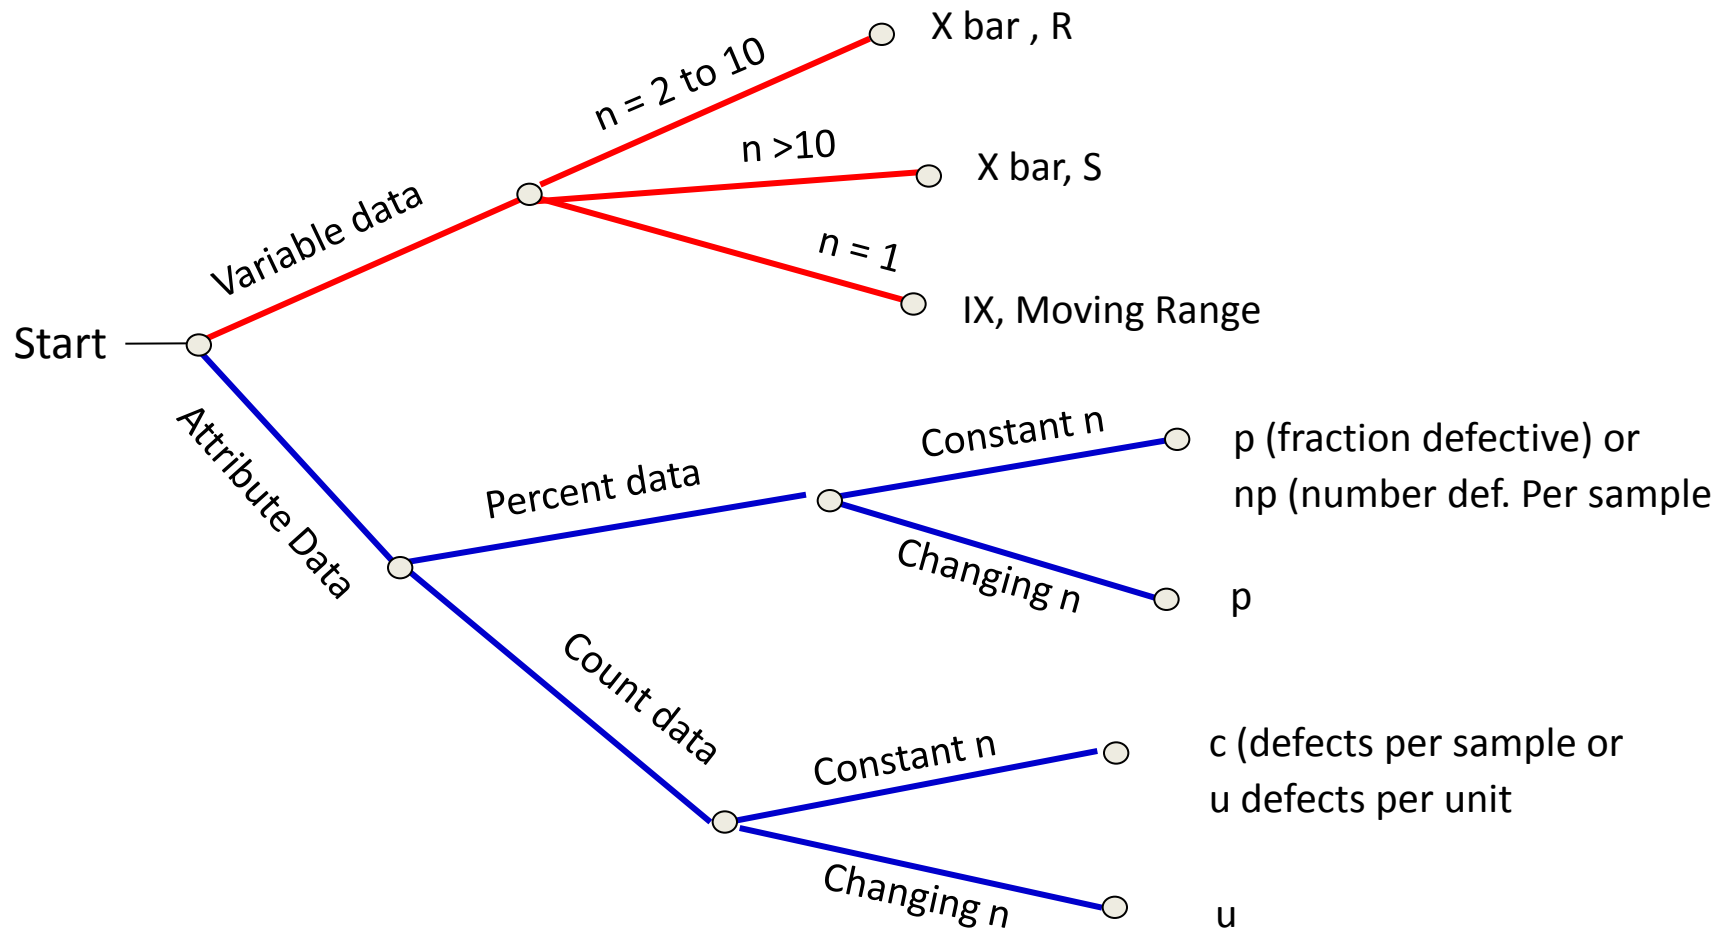 X bar , R
n = 2 to 10
n >10
X bar, S
Variable data
n = 1
IX, Moving Range
Start
Attribute Data
Constant n
p (fraction defective) or
np (number def. Per sample
Percent data
Changing n
p
Count data
Constant n
c (defects per sample or
u defects per unit
Changing n
u